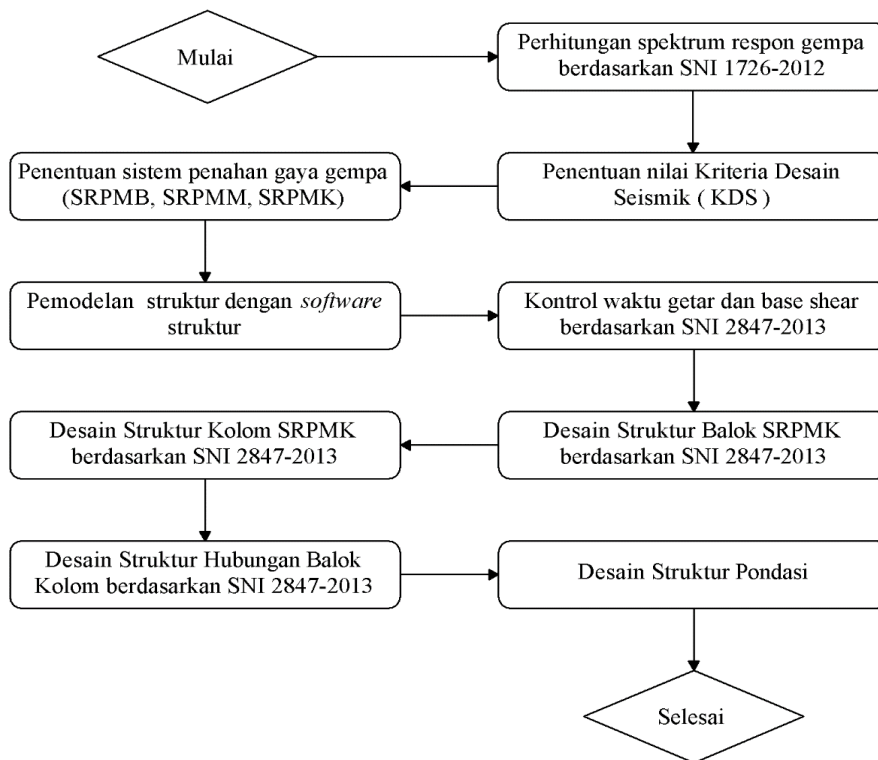 Mulai
Perhitungan spektrum respon gempa
berdasarkan SNI 1726-2012
Penentuan nilai Kriteria Desain
Seismik ( KDS )
Penentuan sistem penahan gaya gempa
(SRPMB, SRPMM, SRPMK)
Pemodelan struktur dengan software
struktur
Kontrol waktu getar dan base shear
berdasarkan SNI 2847-2013
Desain Struktur Balok SRPMK
berdasarkan SNI 2847-2013
Desain Struktur Kolom SRPMK
berdasarkan SNI 2847-2013
Desain Struktur Hubungan Balok
Kolom berdasarkan SNI 2847-2013
Desain Struktur Pondasi
Selesai